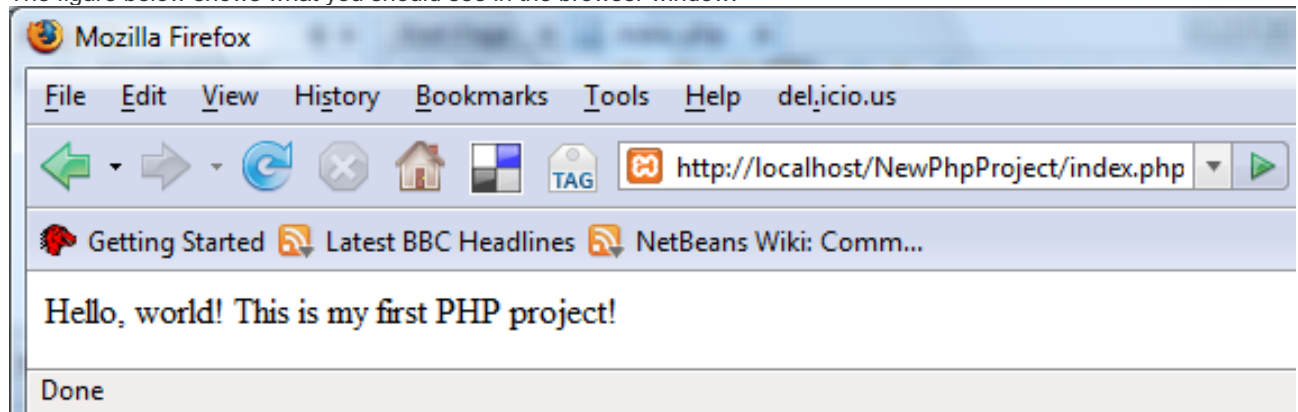 The figure below shows what you should see in the browser window:
Mozilla Firefox
File Edit View History Bookmarks Tools Help del.icio.us
TAG http://localhost/NewPhpProject/index.php
Getting Started Latest BBC Headlines NetBeans Wiki: Comm...
Hello, world! This is my first PHP project!
Done